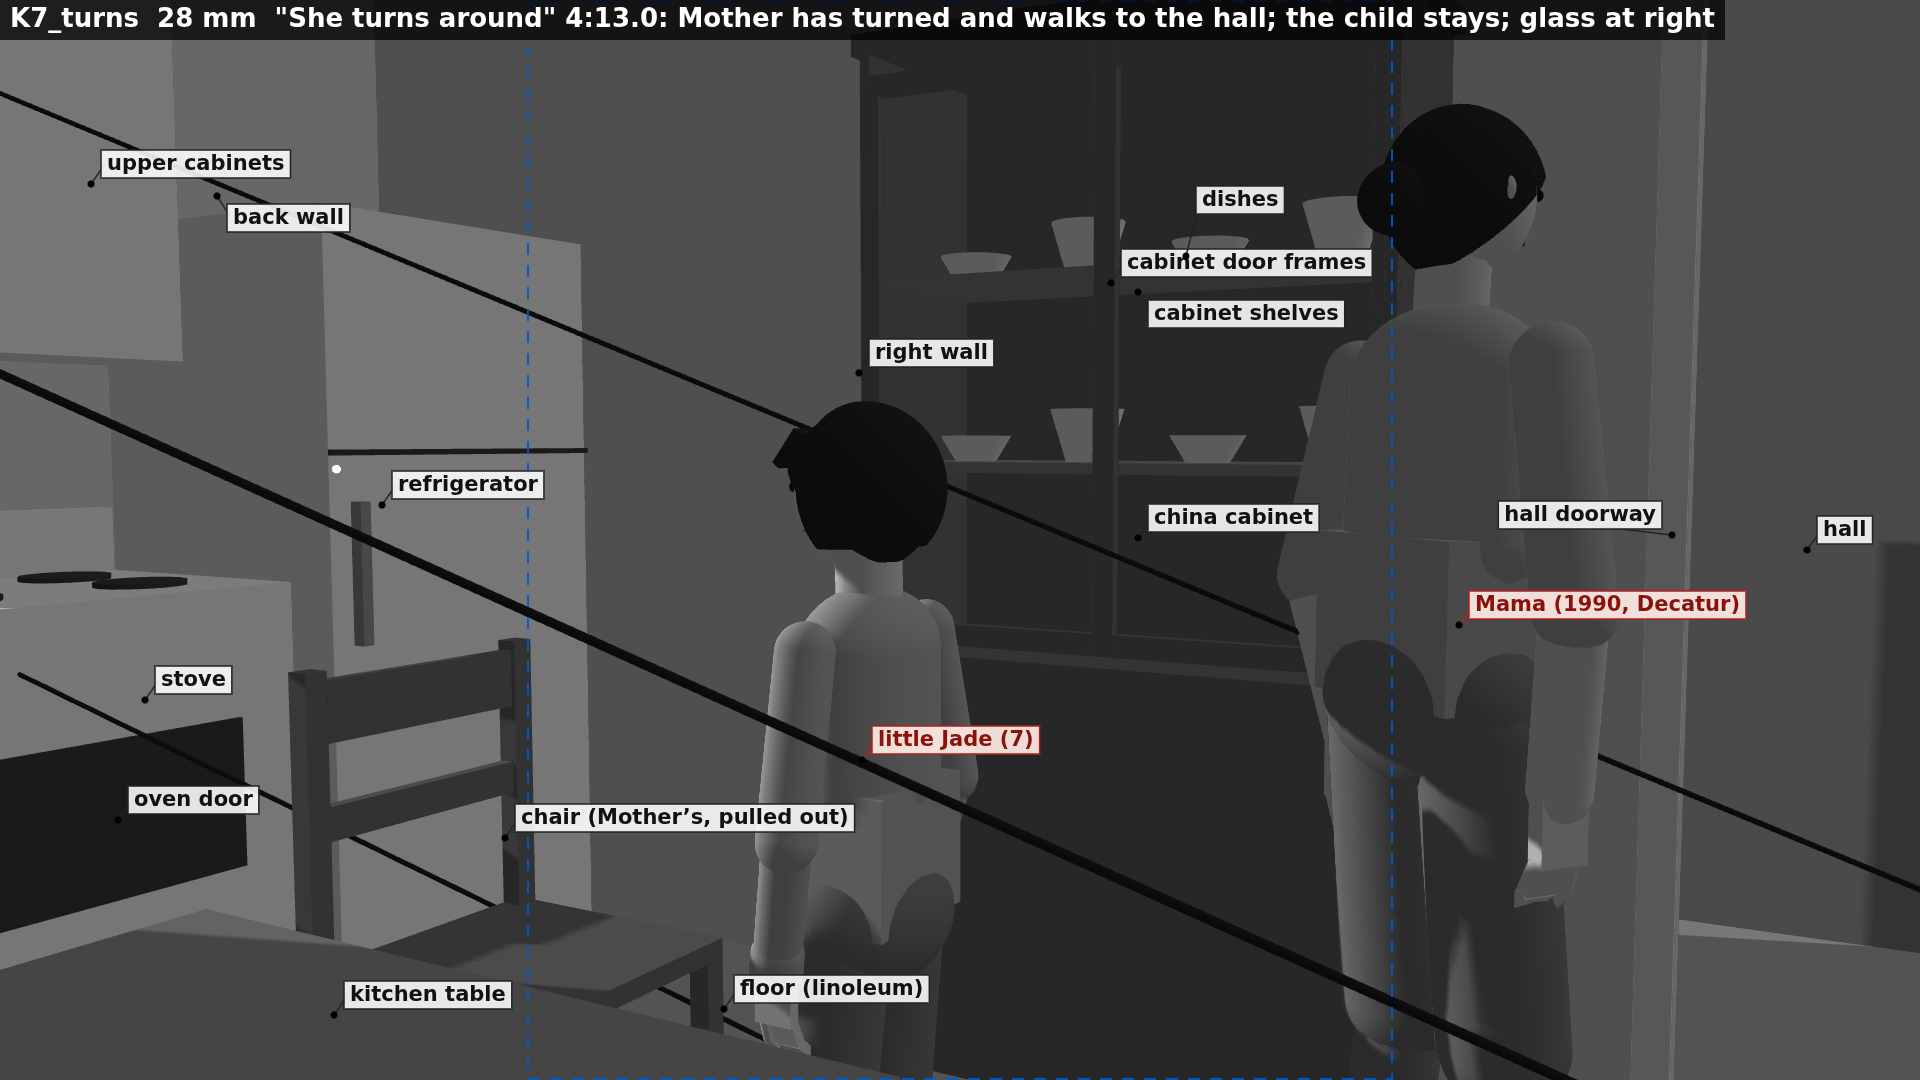 K7_turns  28 mm  "She turns around" 4:13.0: Mother has turned and walks to the hall; the child stays; glass at right
upper cabinets
back wall
dishes
cabinet door frames
cabinet shelves
right wall
refrigerator
china cabinet
hall doorway
hall
Mama (1990, Decatur)
stove
little Jade (7)
oven door
chair (Mother’s, pulled out)
kitchen table
floor (linoleum)